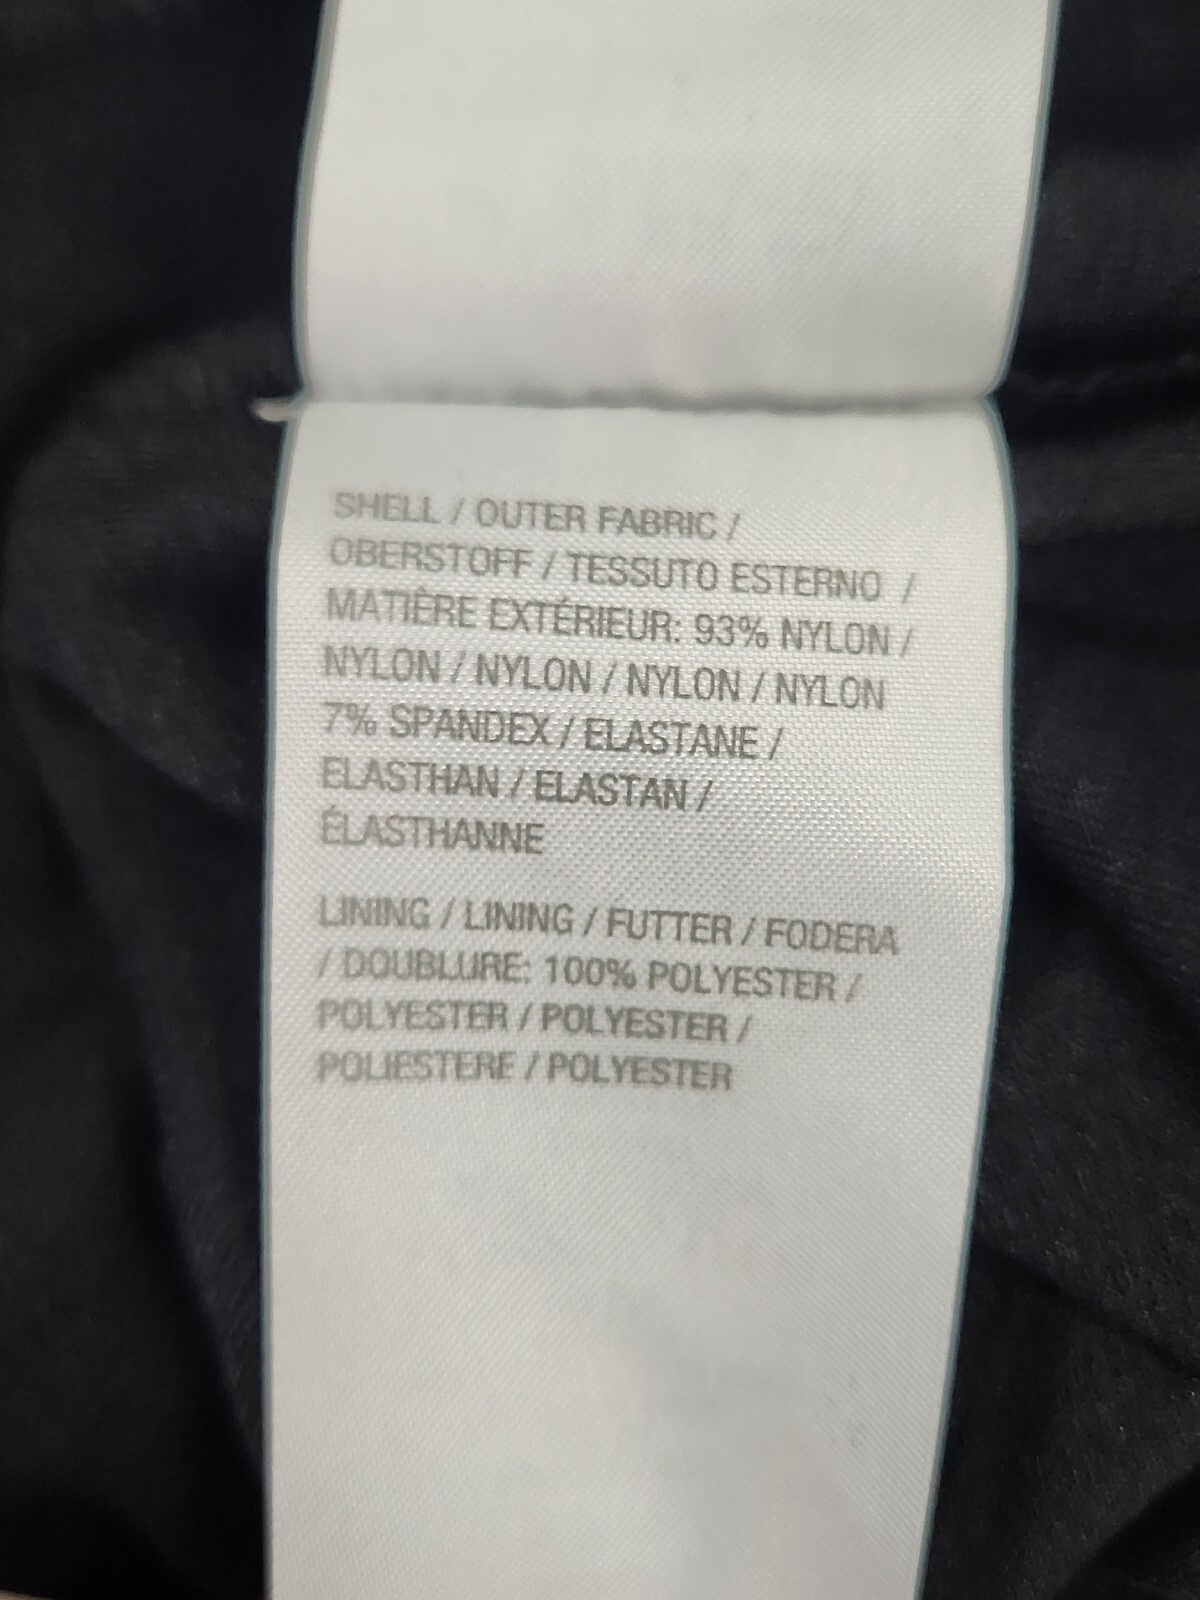 SHELL / OUTER FABRIC /
OBERSTOFF / TESSUTO ESTERNO /
MATIÈRE EXTÉRIEUR: 93% NYLON /
NYLON / NYLON / NYLON / NYLON
7% SPANDEX / ELASTANE /
ELASTHAN / ELASTAN /
ÉLASTHANNE
LINING / LINING / FUTTER / FODERA
/ DOUBLURE: 100% POLYESTER /
POLYESTER / POLYESTER /
POLIESTERE / POLYESTER